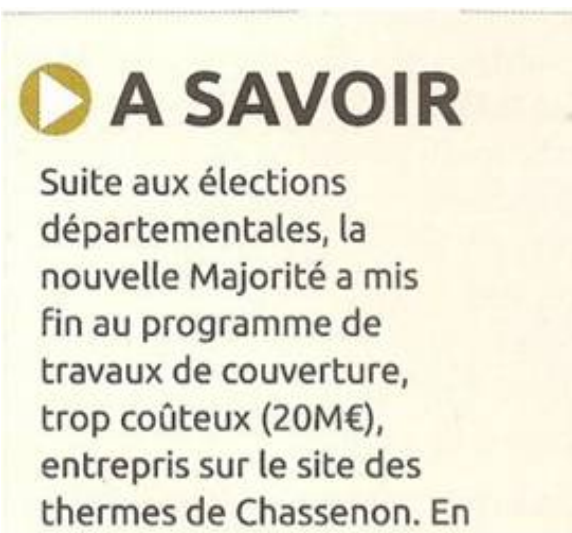 A SAVOIR
Suite aux élections
départementales, la
nouvelle Majorité a mis
fin au programme de
travaux de couverture,
trop coûteux (20M€),
entrepris sur le site des
thermes de Chassenon. En